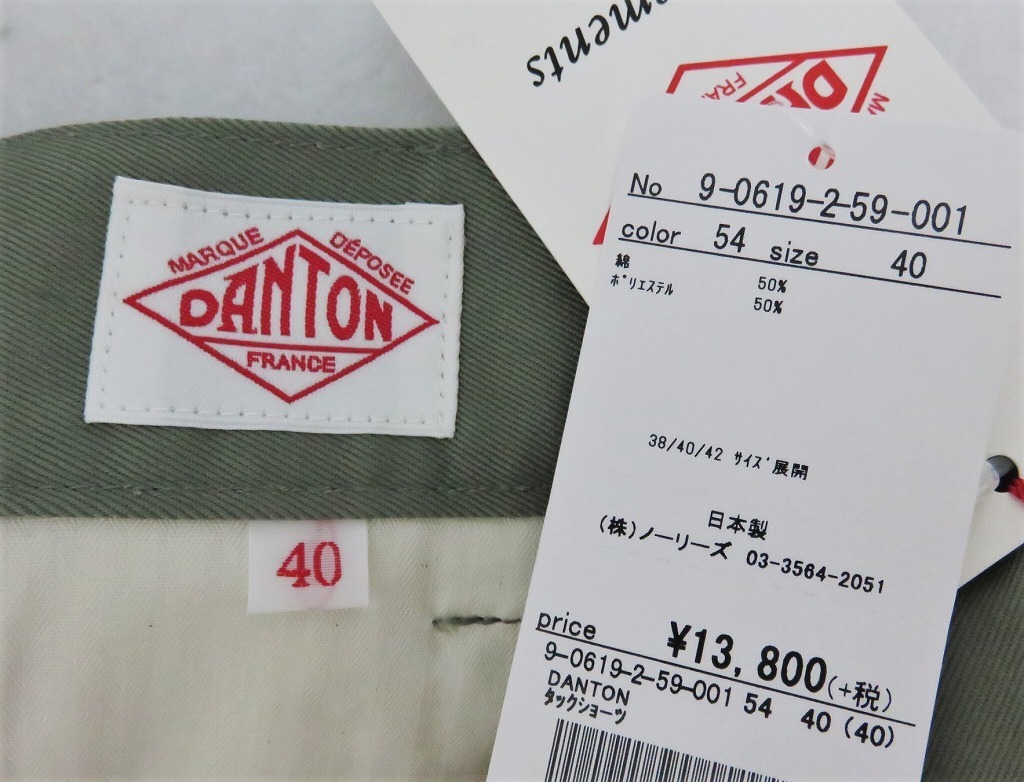 MARQUE DÉPOSÉE
DANTON
FRANCE
40
ments
No 9-0619-2-59-001
color 54 size 40
綿 50%
ポリエステル 50%
38/40/42 サイズ展開
日本製
(株)ノーリーズ 03-3564-2051
price ¥13,800(+税)
9-0619-2-59-001 54 40 (40)
DANTON
タックショーツ